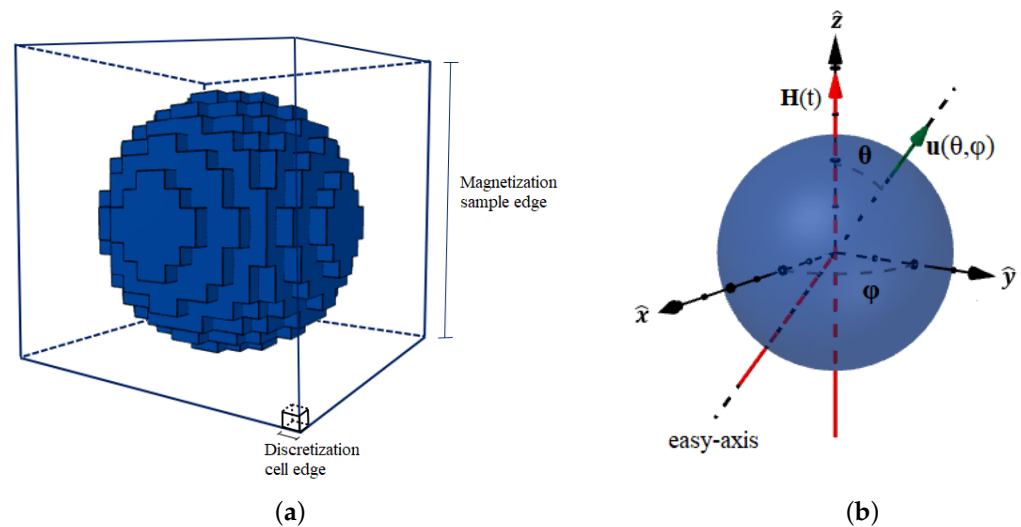 Magnetization
sample edge
Discretization
cell edge
(a)
ẑ
H(t)
θ
u(θ,φ)
x̂
ŷ
φ
easy-axis
(b)